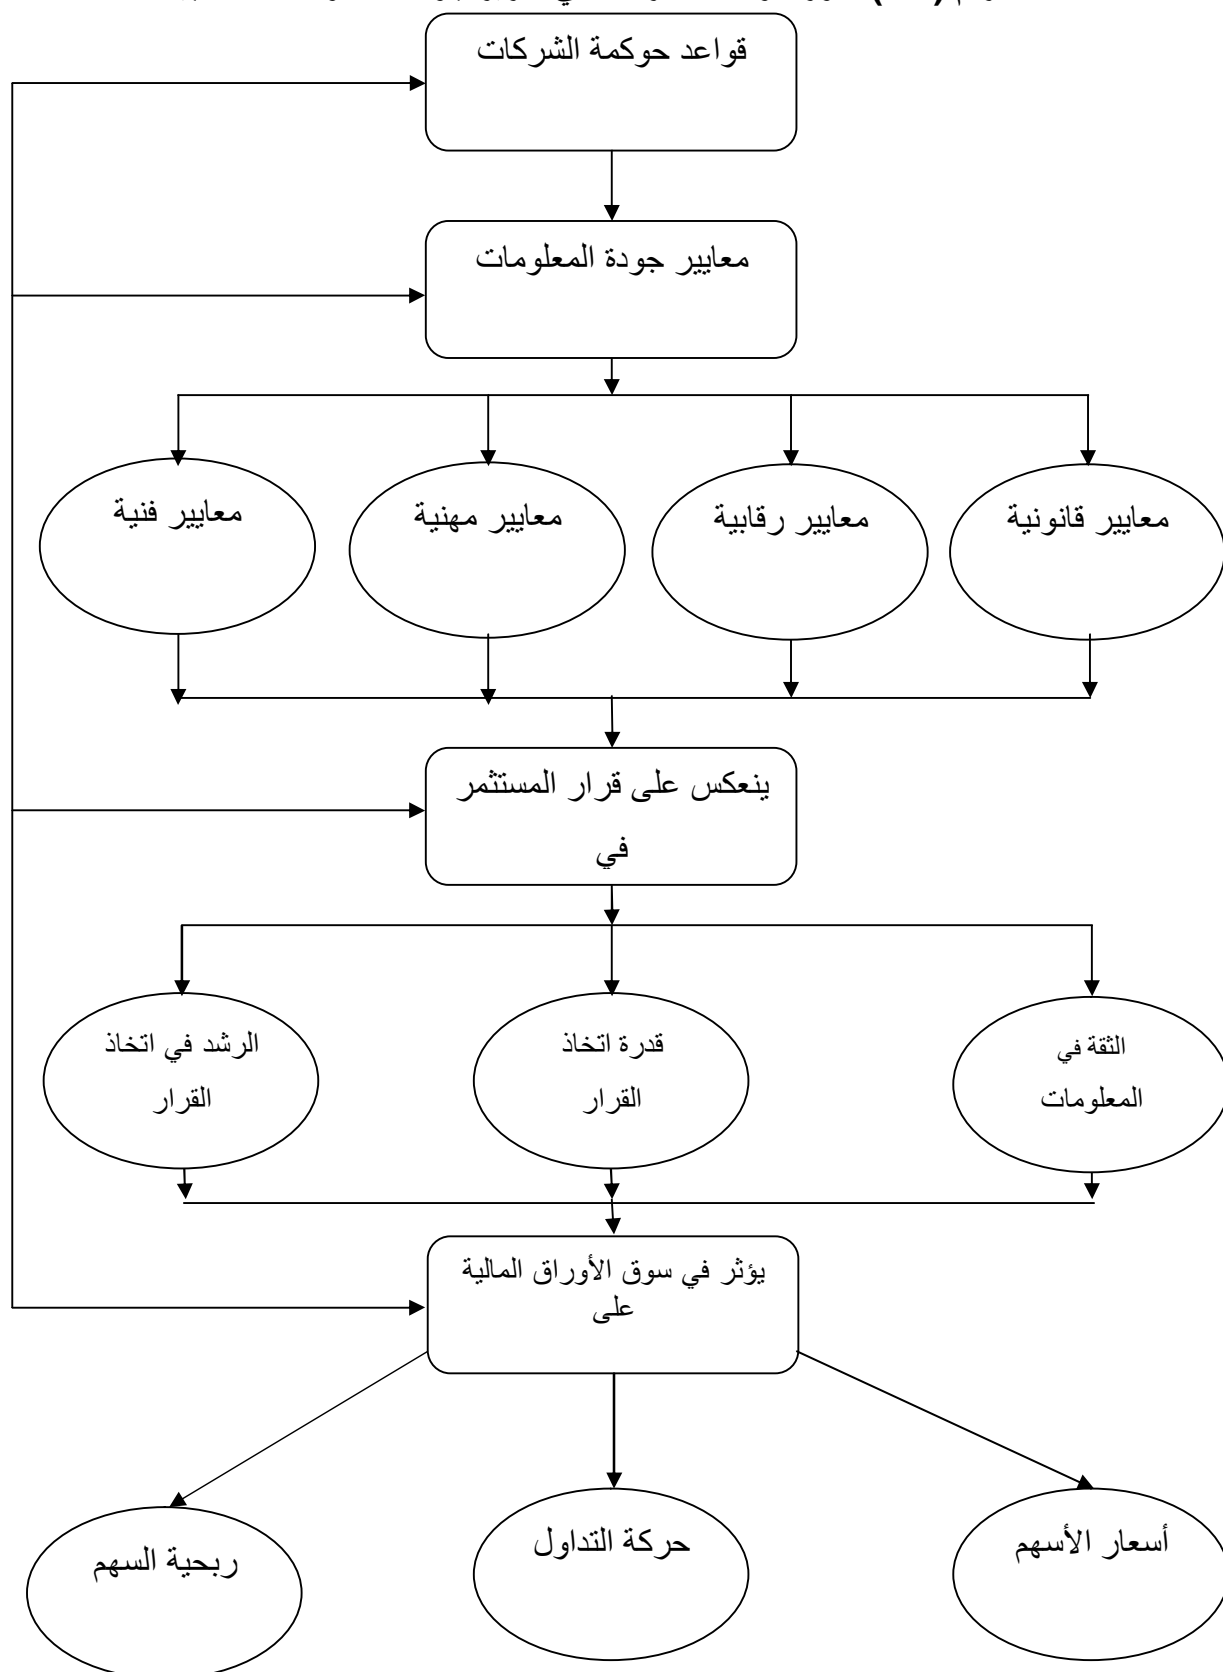 قواعد حوكمة الشركات
معايير جودة المعلومات
معايير قانونية
معايير رقابية
معايير مهنية
معايير فنية
ينعكس على قرار المستثمر
في
الثقة في
المعلومات
قدرة اتخاذ
القرار
الرشد في اتخاذ
القرار
يؤثر في سوق الأوراق المالية
على
أسعار الأسهم
حركة التداول
ربحية السهم